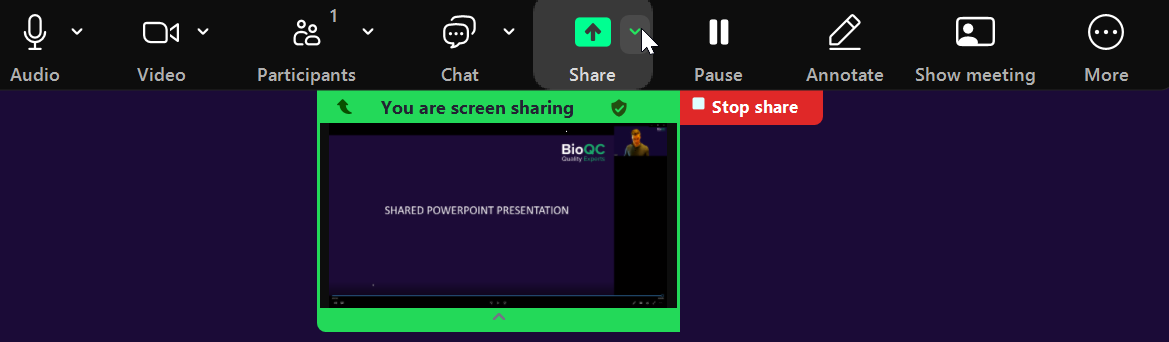 1
Audio
Video
Participants
Chat
Share
Pause
Annotate
Show meeting
More
You are screen sharing
Stop share
BioQC
Quality Experts
SHARED POWERPOINT PRESENTATION